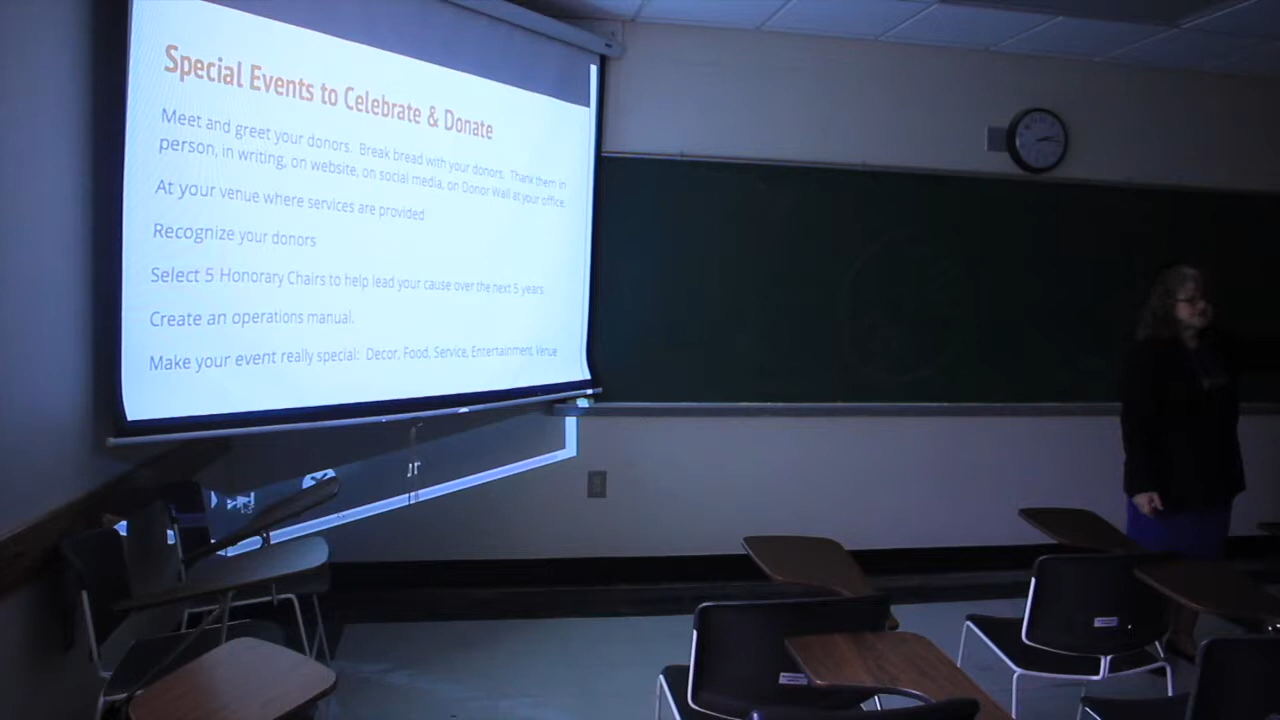 Special Events to Celebrate & Donate
Meet and greet your donors. Break bread with your donors. Thank them in
person, in writing, on website, on social media, on Donor Wall at your office.
At your venue where services are provided
Recognize your donors
Select 5 Honorary Chairs to help lead your cause over the next 5 years.
Create an operations manual.
Make your event really special: Decor, Food, Service, Entertainment, Venue